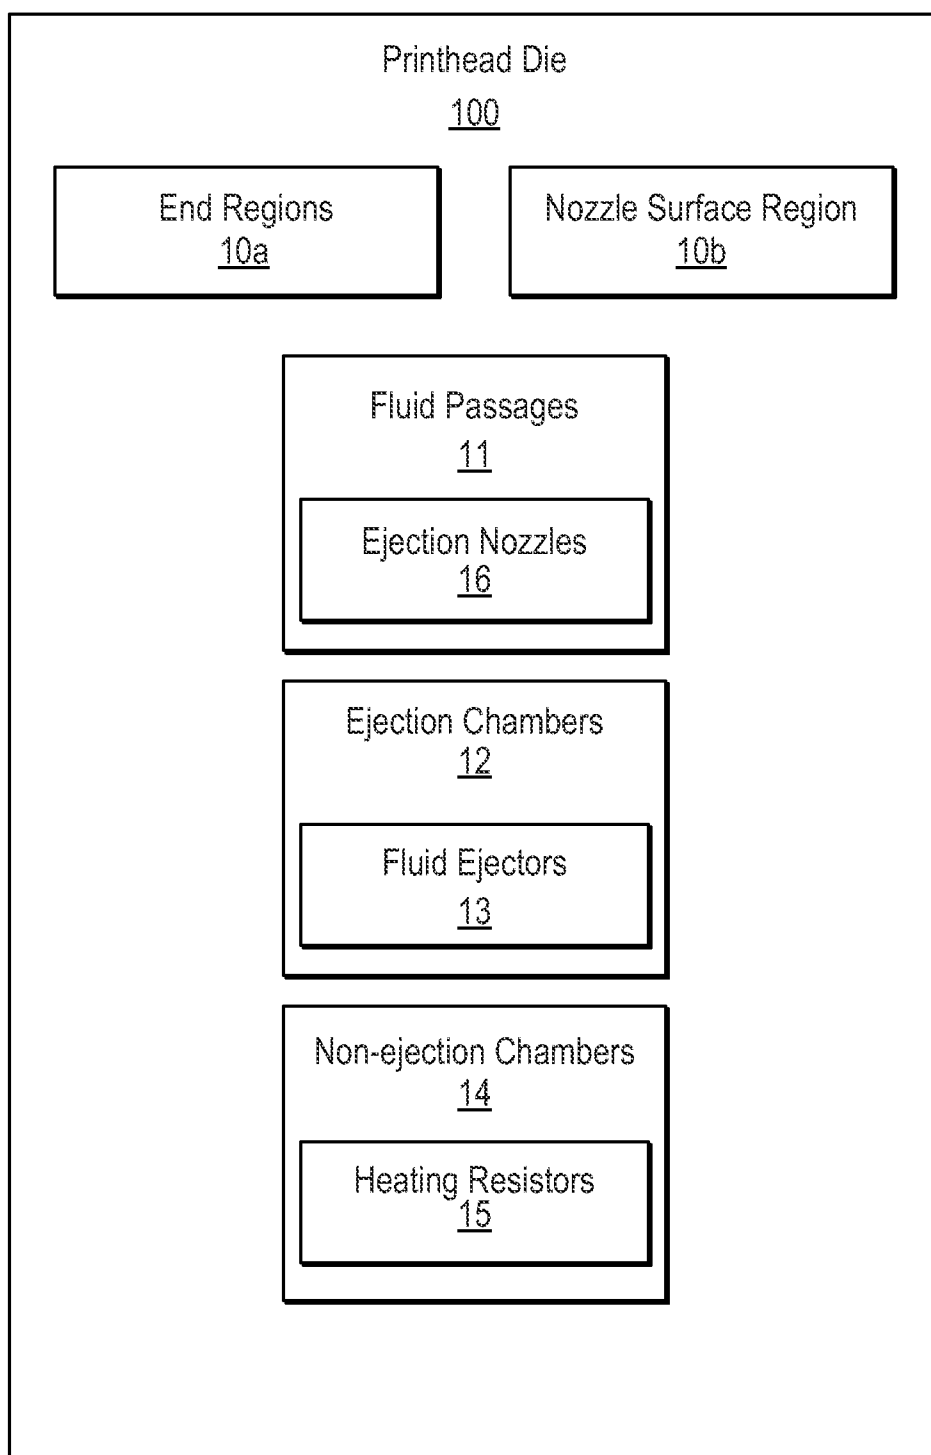 Printhead Die
100
End Regions
10a
Nozzle Surface Region
10b
Fluid Passages
11
Ejection Nozzles
16
Ejection Chambers
12
Fluid Ejectors
13
Non-ejection Chambers
14
Heating Resistors
15